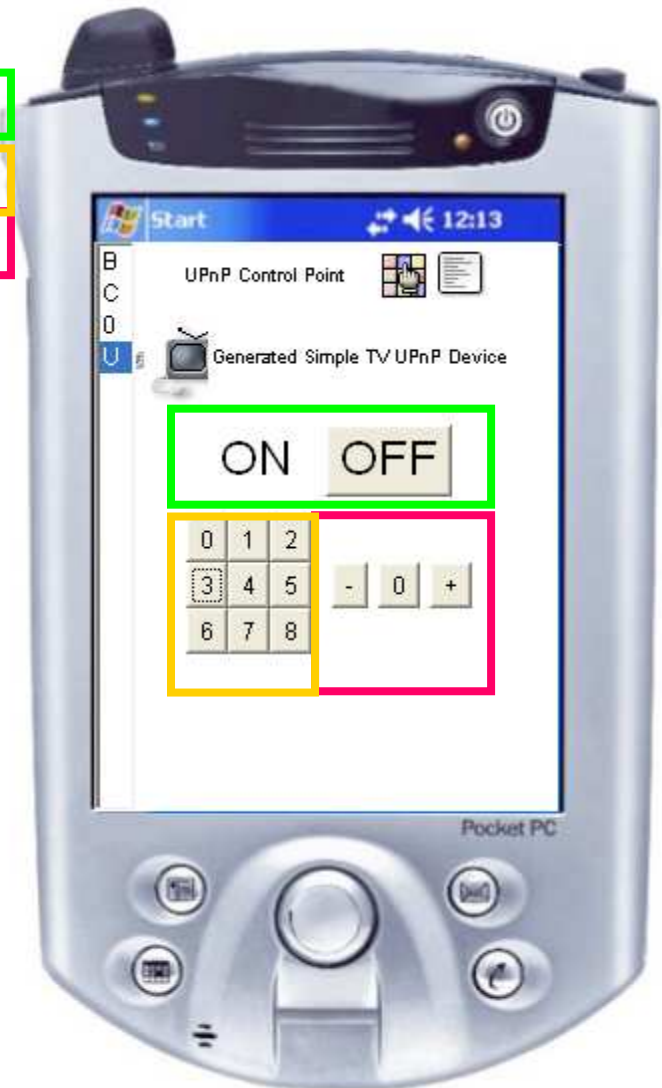 Start 12:13
B
C
0
U
UPnP Control Point
Generated Simple TV UPnP Device
ON OFF
0 1 2
3 4 5
6 7 8
- 0 +
Pocket PC